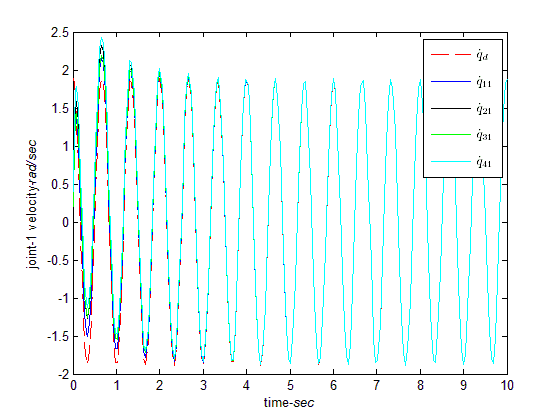 2.5
2
1.5
1
0.5
0
-0.5
-1
-1.5
-2
0 1 2 3 4 5 6 7 8 9 10
joint-1 velocity-rad/sec
time-sec
q̇d
q̇11
q̇21
q̇31
q̇41